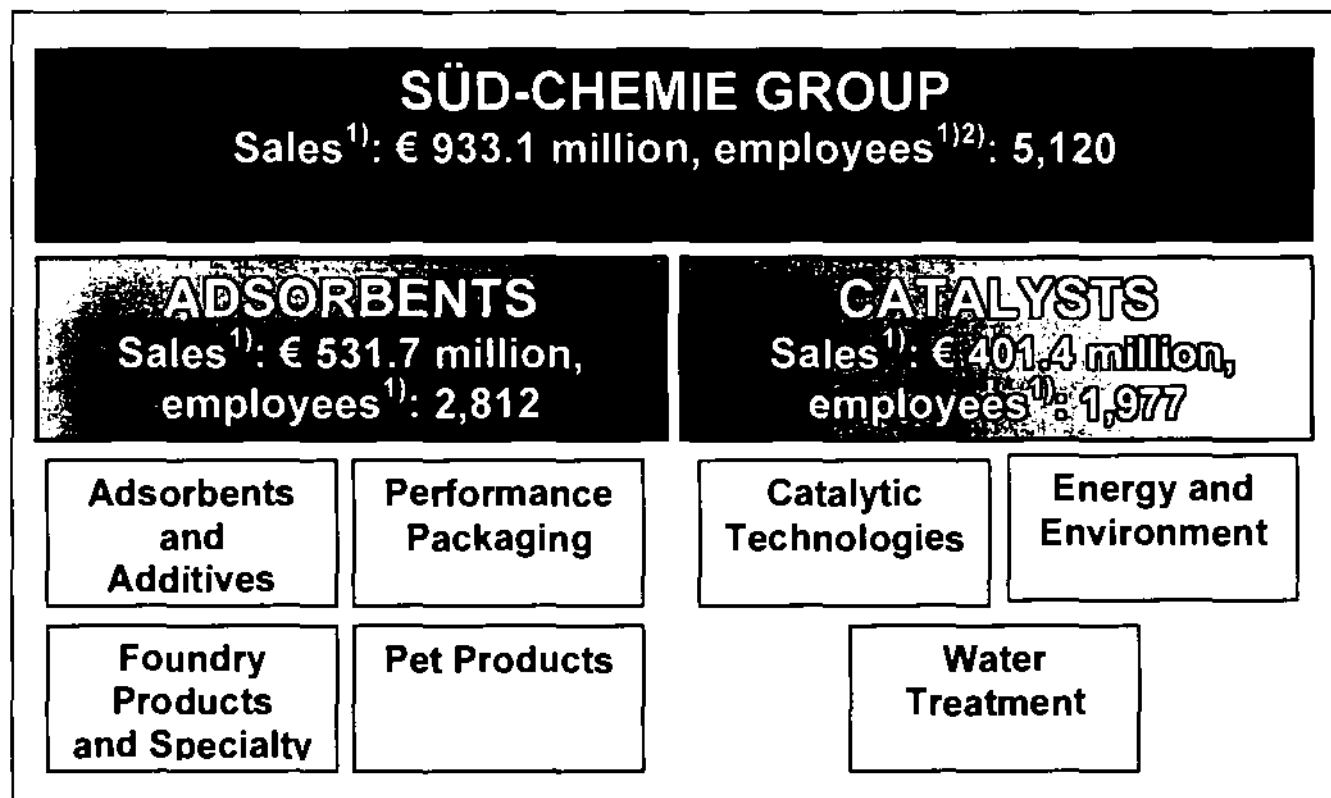 SÜD-CHEMIE GROUP
Sales1): € 933.1 million, employees1)2): 5,120
ADSORBENTS
Sales1): € 531.7 million,
employees1): 2,812
CATALYSTS
Sales1): € 401.4 million,
employees1): 1,977
Adsorbents
and
Additives
Performance
Packaging
Catalytic
Technologies
Energy and
Environment
Foundry
Products
and Specialty
Pet Products
Water
Treatment